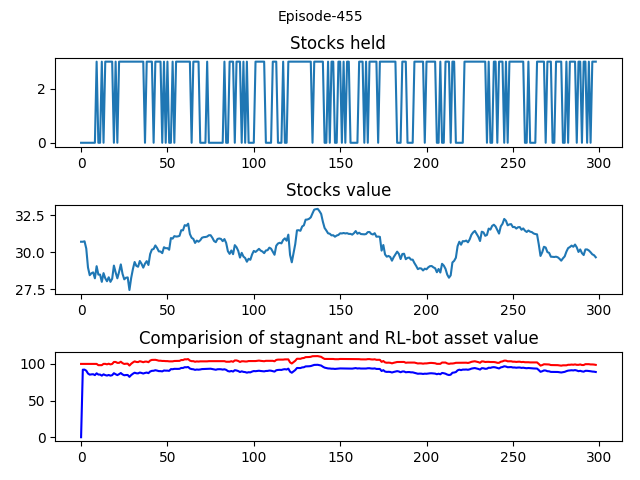 Episode-455
Stocks held
2
0
0 50 100 150 200 250 300
Stocks value
32.5
30.0
27.5
0 50 100 150 200 250 300
Comparision of stagnant and RL-bot asset value
100
50
0
0 50 100 150 200 250 300